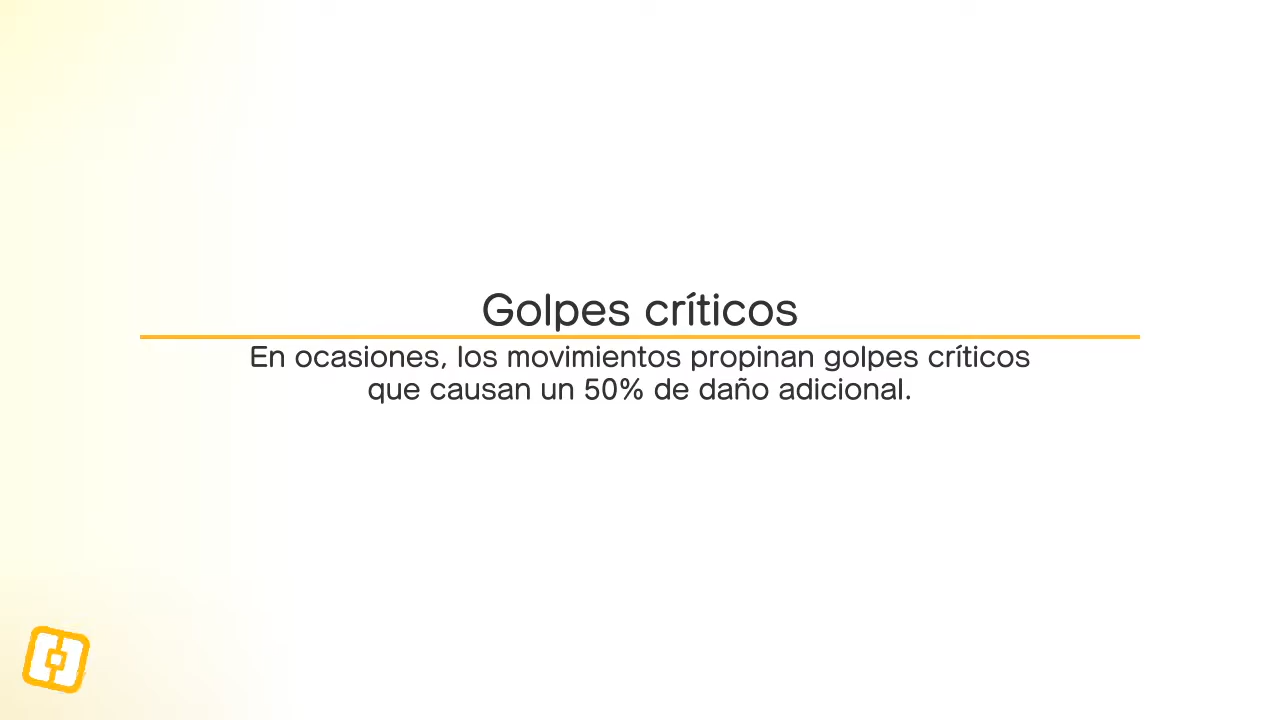 Golpes críticos
En ocasiones, los movimientos propinan golpes críticos
que causan un 50% de daño adicional.